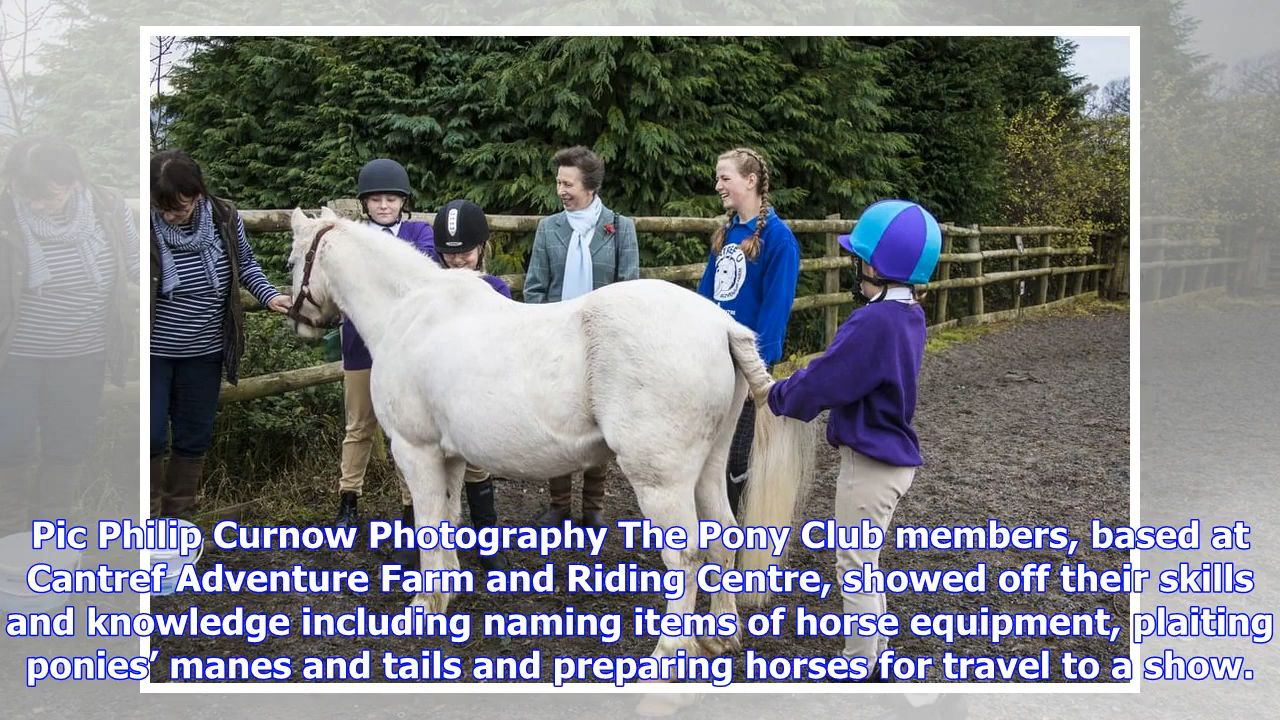 Pic Philip Curnow Photography The Pony Club members, based at
Cantref Adventure Farm and Riding Centre, showed off their skills
and knowledge including naming items of horse equipment, plaiting
ponies’ manes and tails and preparing horses for travel to a show.